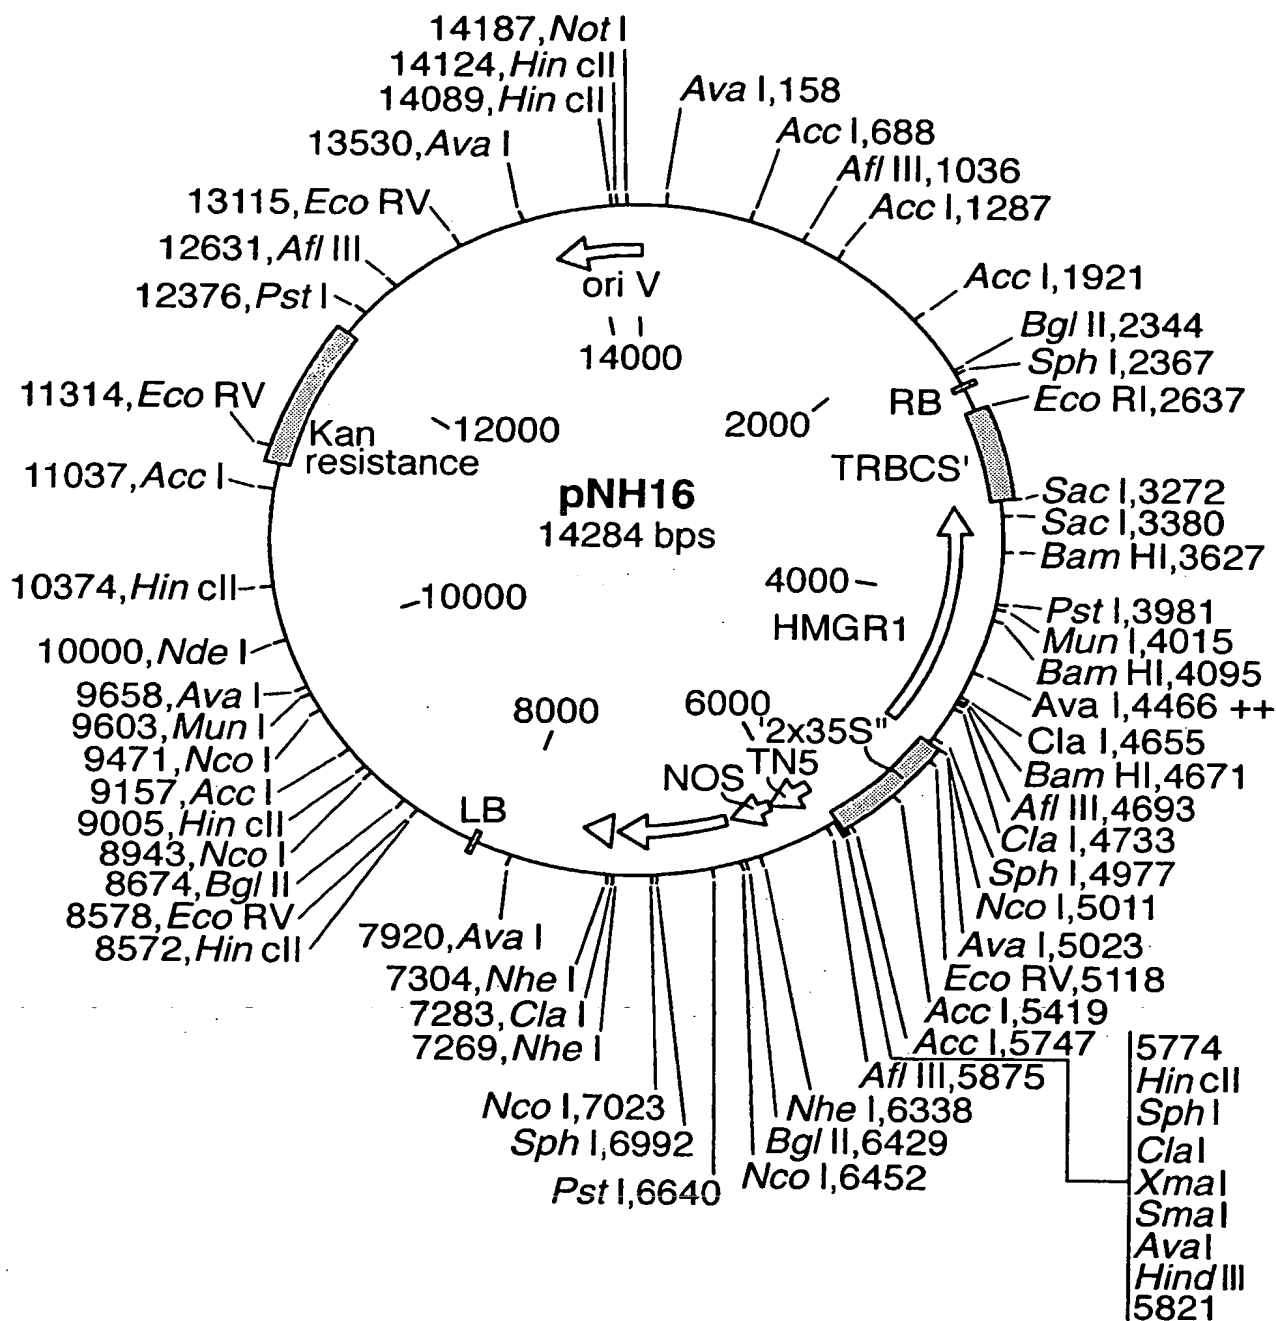 14187,Not I
14124,Hin cII
14089,Hin cII
13530,Ava I
13115,Eco RV
12631,Afl III
12376,Pst I
11314,Eco RV
11037,Acc I
10374,Hin cII
10000,Nde I
9658,Ava I
9603,Mun I
9471,Nco I
9157,Acc I
9005,Hin cII
8943,Nco I
8674,Bgl II
8578,Eco RV
8572,Hin cII
7920,Ava I
7304,Nhe I
7283,Cla I
7269,Nhe I
Nco I,7023
Sph I,6992
Pst I,6640
Ava I,158
Acc I,688
Afl III,1036
Acc I,1287
Acc I,1921
Bgl II,2344
Sph I,2367
Eco RI,2637
Sac I,3272
Sac I,3380
Bam HI,3627
Pst I,3981
Mun I,4015
Bam HI,4095
Ava I,4466 ++
Cla I,4655
Bam HI,4671
Afl III,4693
Cla I,4733
Sph I,4977
Nco I,5011
Ava I,5023
Eco RV,5118
Acc I,5419
Acc I,5747
Afl III,5875
Nhe I,6338
Bgl II,6429
Nco I,6452
5774
Hin cII
Sph I
Cla I
Xma I
Sma I
Ava I
Hind III
5821
ori V
14000
12000
2000
RB
TRBCS'
Kan
resistance
pNH16
14284 bps
10000
4000
HMGR1
8000
6000
'2x35S"
TN5
NOS
LB